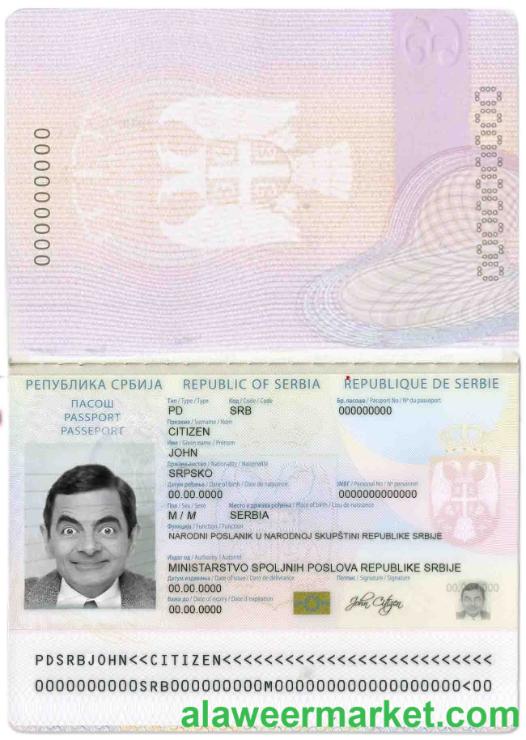 000000000
000000000
РЕПУБЛИКА СРБИЈА REPUBLIC OF SERBIA RÉPUBLIQUE DE SERBIE
ПАСОШ
PASSPORT
PASSEPORT
Тип / Type / Type Код / Code / Code Бр. пасоша / Passport No / Nº du passeport
PD SRB 000000000
Презиме / Surname / Nom
CITIZEN
Име / Given name / Prénom
JOHN
Држављанство / Nationality / Nationalité
SRPSKO
Датум рођења / Date of birth / Date de naissance ЈМБГ / Personal No / Nº personnel
00.00.0000 0000000000000
Пол / Sex / Sexe Место и држава рођења / Place of birth / Lieu de naissance
M / M SERBIA
Функција / Function / Function
NARODNI POSLANIK U NARODNOJ SKUPŠTINI REPUBLIKE SRBIJE
Издат од / Authority / Autorité
MINISTARSTVO SPOLJNIH POSLOVA REPUBLIKE SRBIJE
Датум издавања / Date of issue / Date de délivrance Потпис / Signature / Signature
00.00.0000
Важи до / Date of expiry / Date d'expiration
00.00.0000 John Citizen
PDSRBJOHN<<CITIZEN<<<<<<<<<<<<<<<<<<<<<<<<<<
0000000000SRB0000000000M0000000000000000000<00
alaweermarket.com